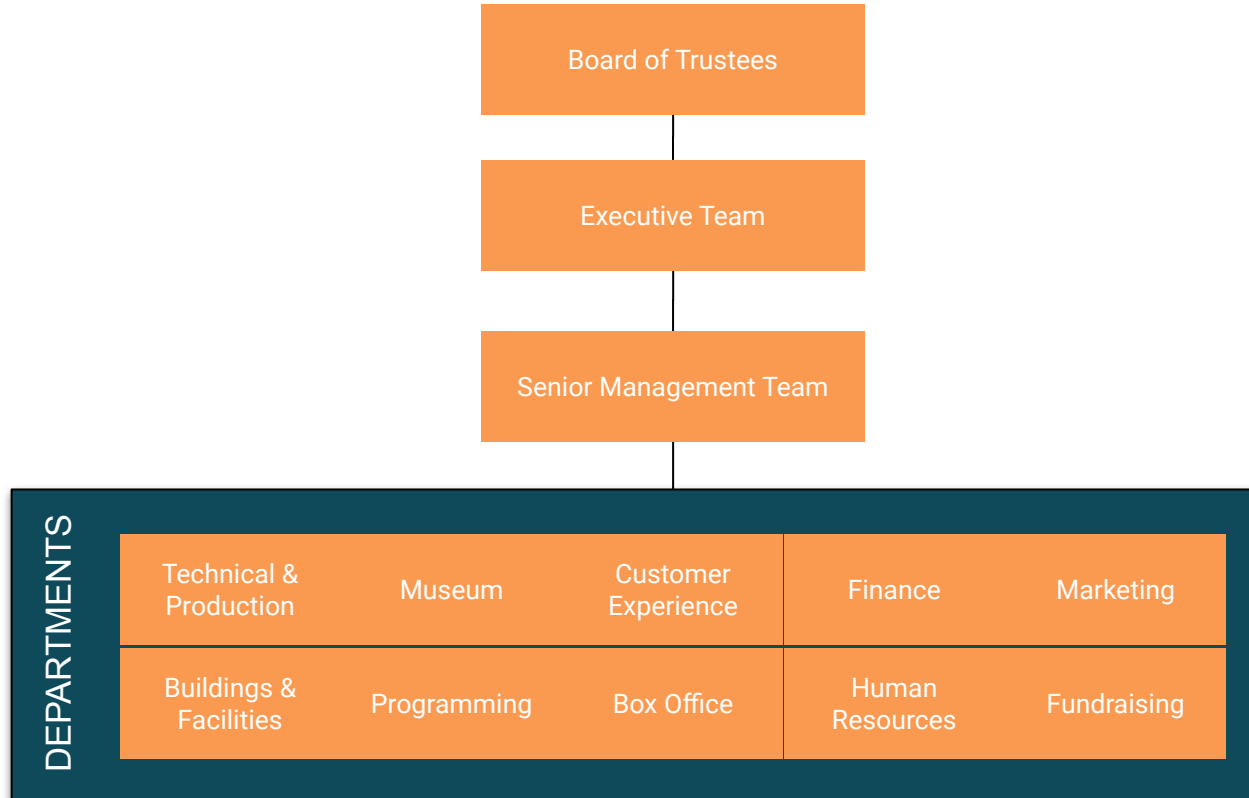 Board of Trustees
Executive Team
Senior Management Team
DEPARTMENTS
Technical &
Production
Museum
Customer
Experience
Finance
Marketing
Buildings &
Facilities
Programming
Box Office
Human
Resources
Fundraising